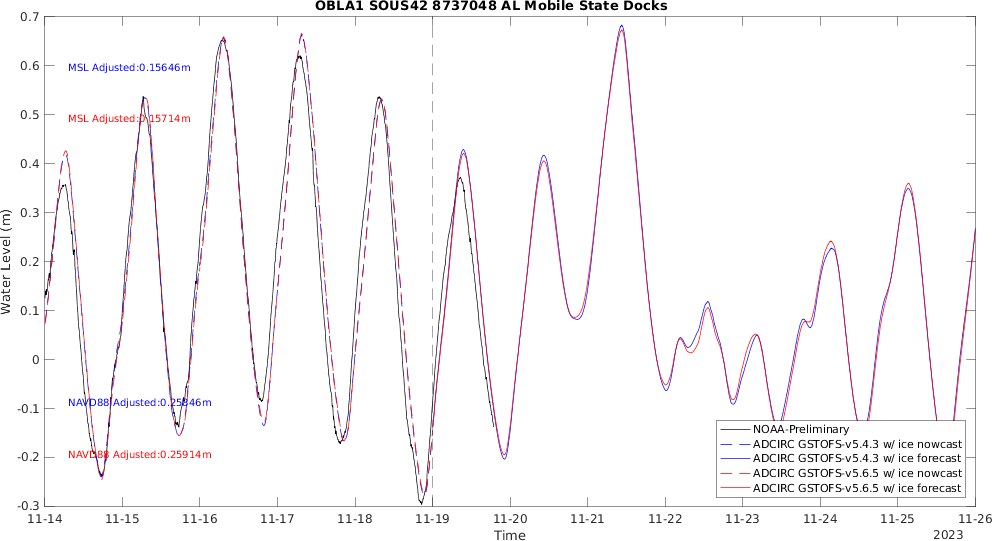 OBLA1 SOUS42 8737048 AL Mobile State Docks
0.7
0.6
0.5
0.4
0.3
0.2
0.1
0
-0.1
-0.2
-0.3
Water Level (m)
MSL Adjusted:0.15646m
MSL Adjusted:0.15714m
NAVD88 Adjusted:0.25846m
NAVD88 Adjusted:0.25914m
NOAA-Preliminary
ADCIRC GSTOFS-v5.4.3 w/ ice nowcast
ADCIRC GSTOFS-v5.4.3 w/ ice forecast
ADCIRC GSTOFS-v5.6.5 w/ ice nowcast
ADCIRC GSTOFS-v5.6.5 w/ ice forecast
11-14 11-15 11-16 11-17 11-18 11-19 11-20 11-21 11-22 11-23 11-24 11-25 11-26
Time
2023